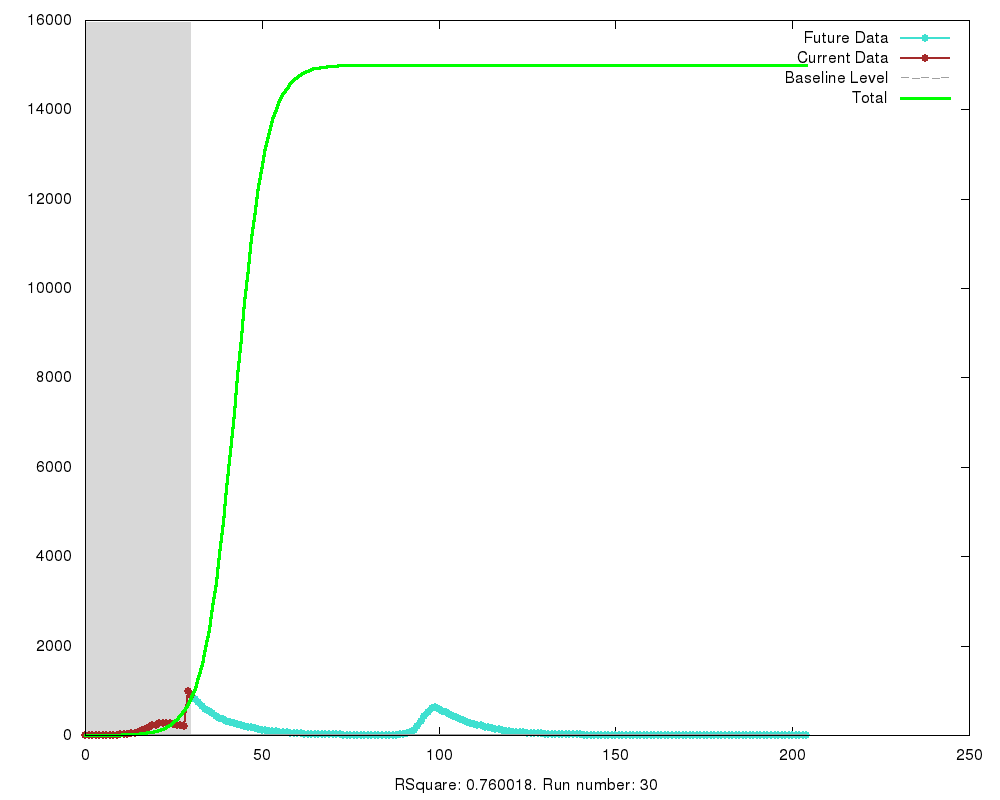 16000
14000
12000
10000
8000
6000
4000
2000
0
Future Data
Current Data
Baseline Level
Total
0 50 100 150 200 250
RSquare: 0.760018. Run number: 30